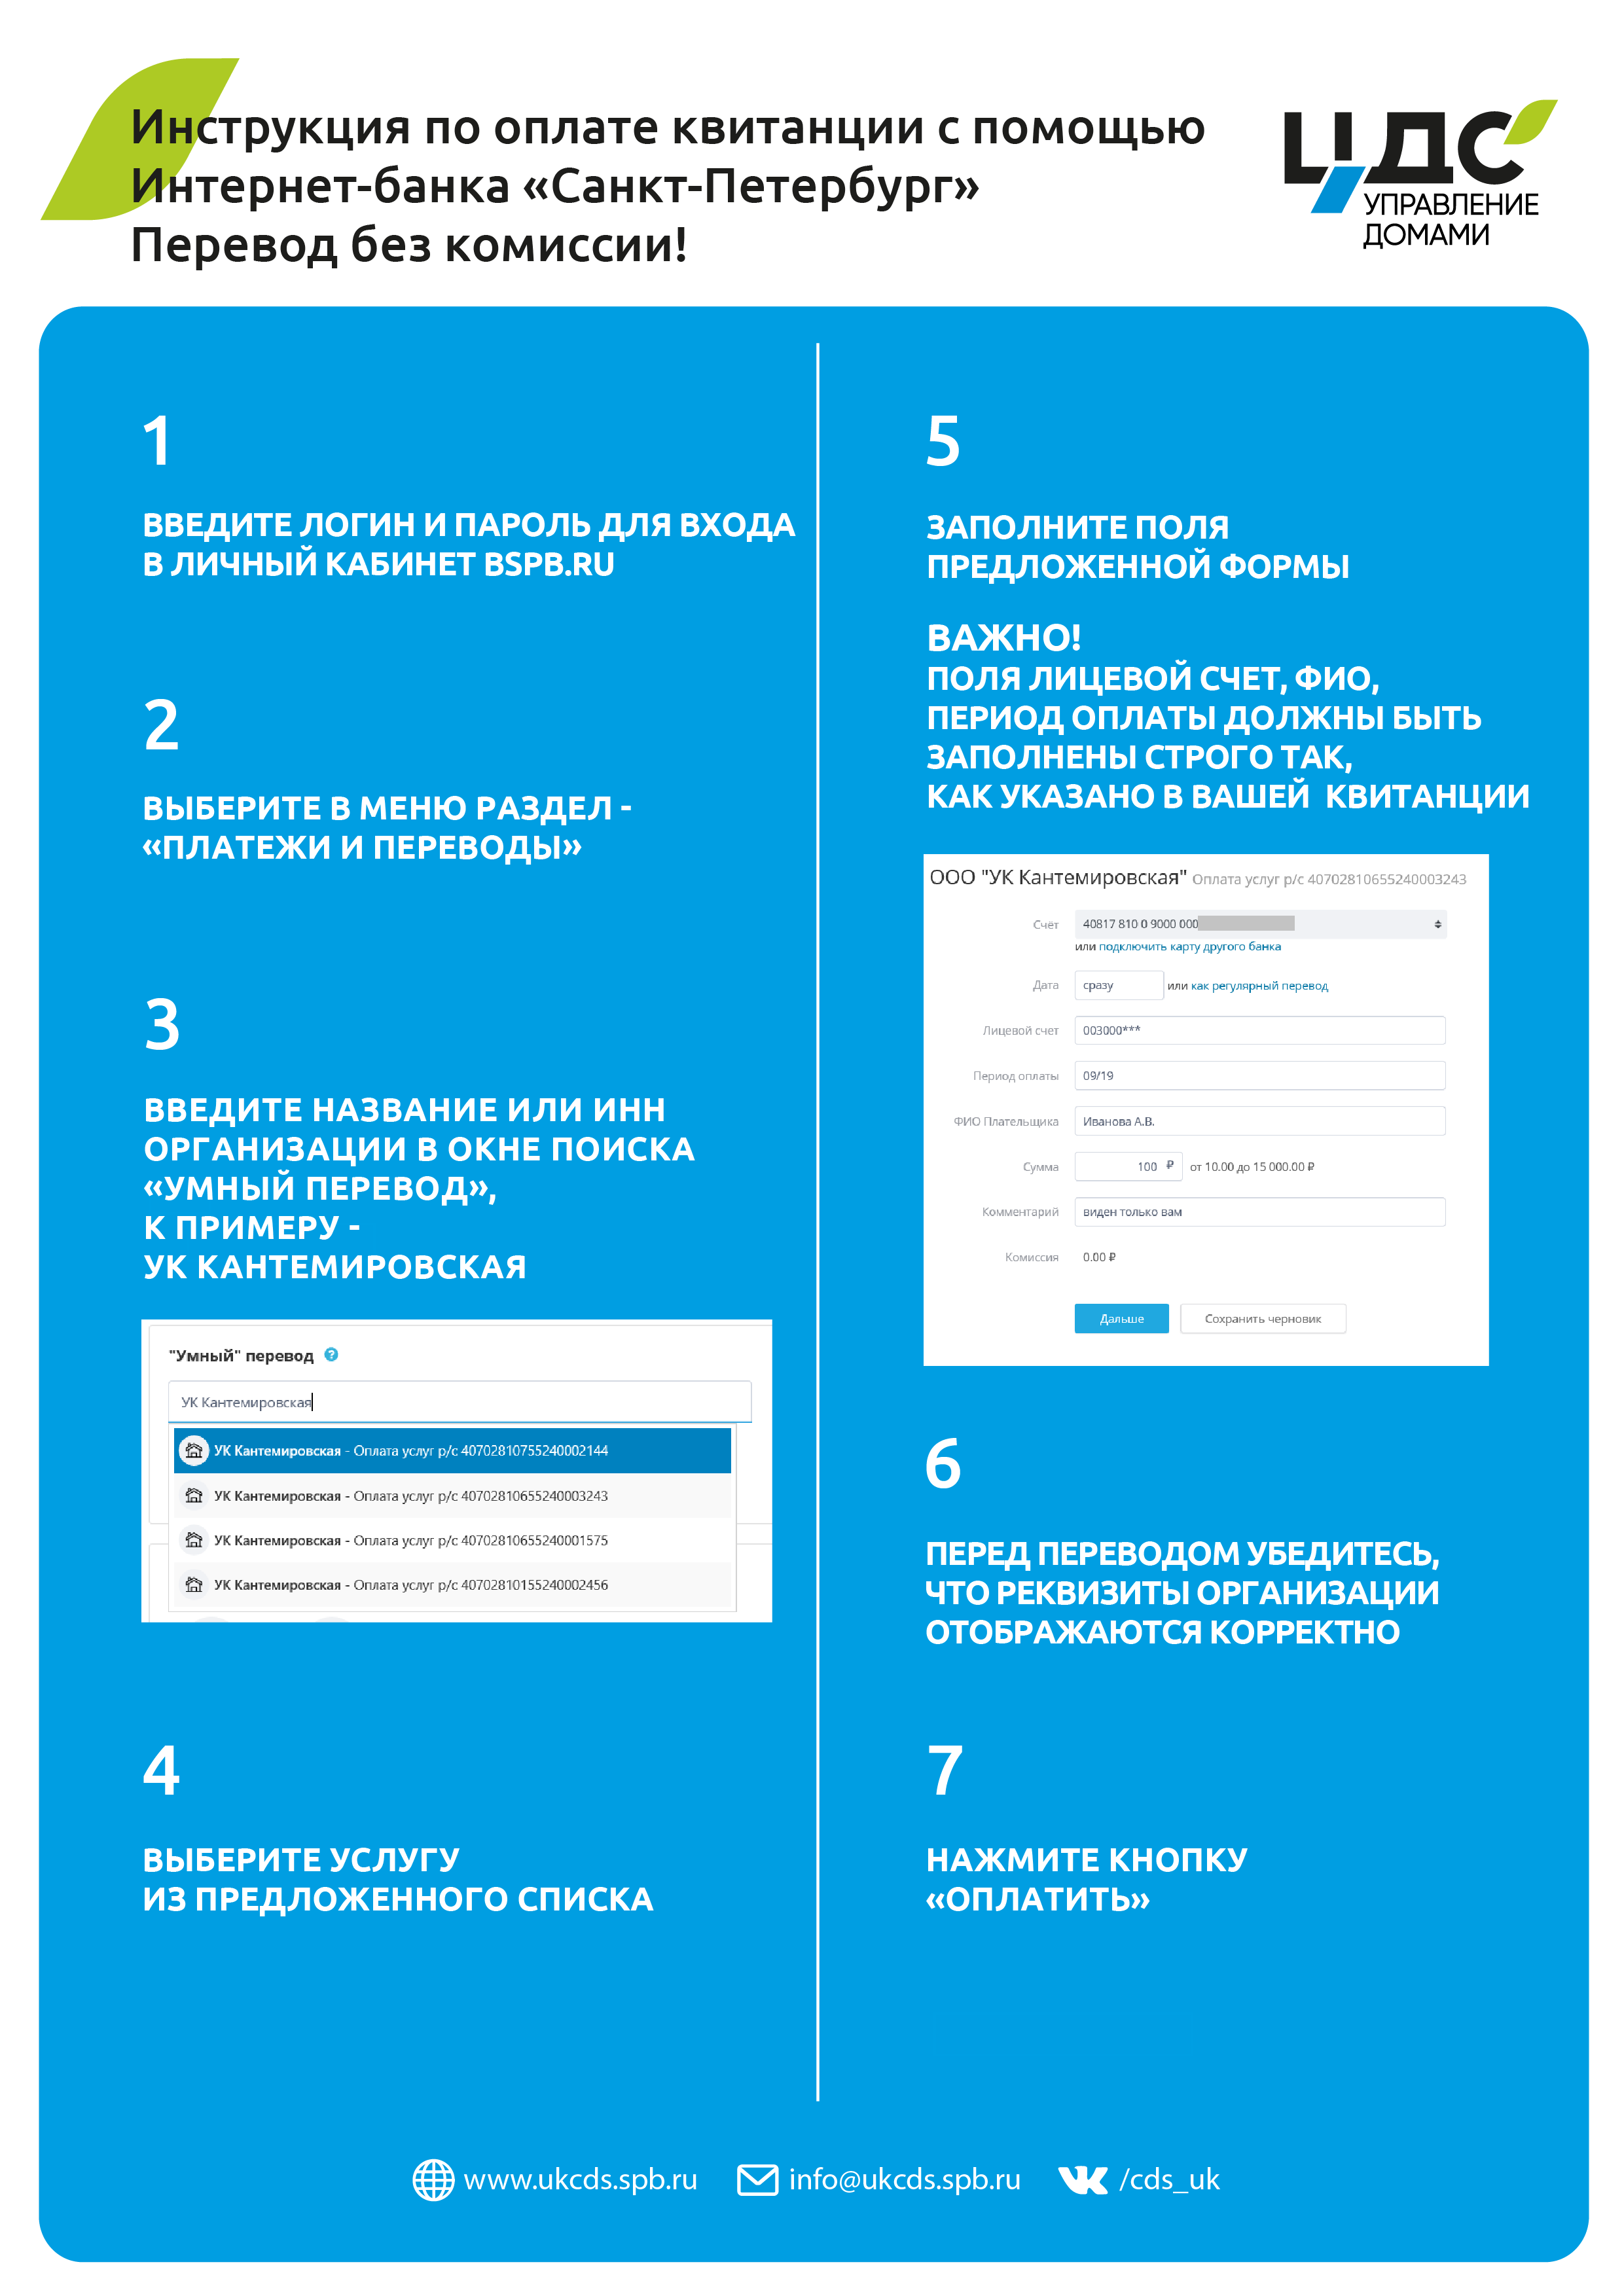 Инструкция по оплате квитанции с помощью
Интернет-банка «Санкт-Петербург»
Перевод без комиссии!
ЦДС
УПРАВЛЕНИЕ
ДОМАМИ
1
ВВЕДИТЕ ЛОГИН И ПАРОЛЬ ДЛЯ ВХОДА
В ЛИЧНЫЙ КАБИНЕТ BSPB.RU
2
ВЫБЕРИТЕ В МЕНЮ РАЗДЕЛ -
«ПЛАТЕЖИ И ПЕРЕВОДЫ»
3
ВВЕДИТЕ НАЗВАНИЕ ИЛИ ИНН
ОРГАНИЗАЦИИ В ОКНЕ ПОИСКА
«УМНЫЙ ПЕРЕВОД»,
К ПРИМЕРУ -
УК КАНТЕМИРОВСКАЯ
"Умный" перевод ?
УК Кантемировская
УК Кантемировская - Оплата услуг р/с 40702810755240002144
УК Кантемировская - Оплата услуг р/с 40702810655240003243
УК Кантемировская - Оплата услуг р/с 40702810655240001575
УК Кантемировская - Оплата услуг р/с 40702810155240002456
4
ВЫБЕРИТЕ УСЛУГУ
ИЗ ПРЕДЛОЖЕННОГО СПИСКА
5
ЗАПОЛНИТЕ ПОЛЯ
ПРЕДЛОЖЕННОЙ ФОРМЫ
ВАЖНО!
ПОЛЯ ЛИЦЕВОЙ СЧЕТ, ФИО,
ПЕРИОД ОПЛАТЫ ДОЛЖНЫ БЫТЬ
ЗАПОЛНЕНЫ СТРОГО ТАК,
КАК УКАЗАНО В ВАШЕЙ КВИТАНЦИИ
ООО "УК Кантемировская" Оплата услуг р/с 40702810655240003243
Счёт 40817 810 0 9000 000
или подключить карту другого банка
Дата сразу или как регулярный перевод
Лицевой счет 003000***
Период оплаты 09/19
ФИО Плательщика Иванова А.В.
Сумма 100 ₽ от 10.00 до 15 000.00 ₽
Комментарий виден только вам
Комиссия 0.00 ₽
Дальше Сохранить черновик
6
ПЕРЕД ПЕРЕВОДОМ УБЕДИТЕСЬ,
ЧТО РЕКВИЗИТЫ ОРГАНИЗАЦИИ
ОТОБРАЖАЮТСЯ КОРРЕКТНО
7
НАЖМИТЕ КНОПКУ
«ОПЛАТИТЬ»
www.ukcds.spb.ru info@ukcds.spb.ru /cds_uk